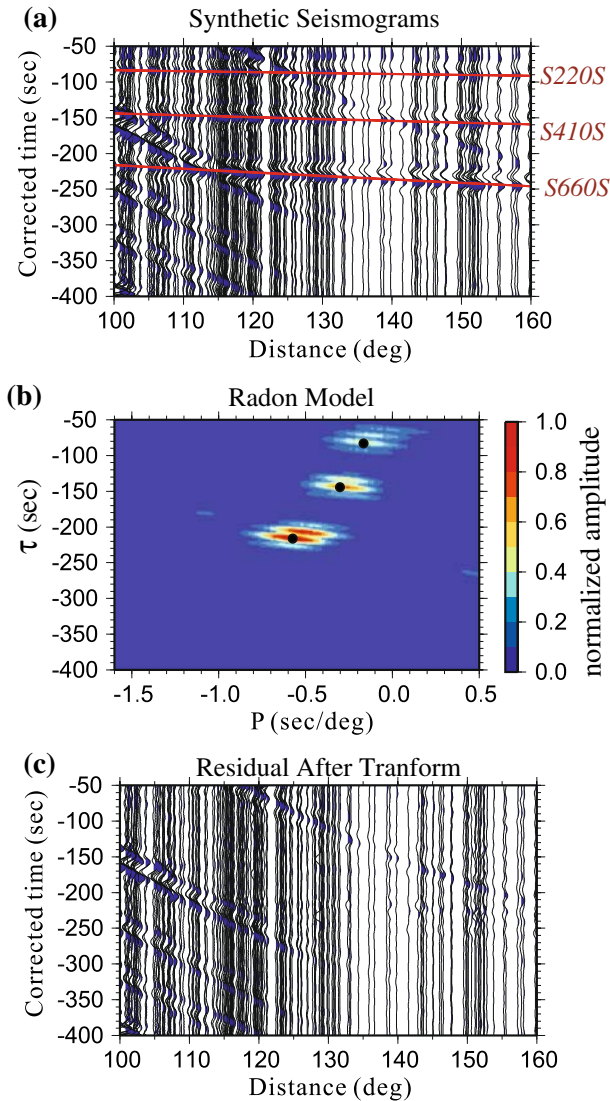 (a) Synthetic Seismograms
-50
-100
-150
-200
-250
-300
-350
-400
Corrected time (sec)
S220S
S410S
S660S
100 110 120 130 140 150 160
Distance (deg)
(b) Radon Model
-50
-100
-150
-200
-250
-300
-350
-400
τ (sec)
-1.5 -1.0 -0.5 0.0 0.5
P (sec/deg)
1.0
0.8
0.6
0.4
0.2
0.0
normalized amplitude
(c) Residual After Tranform
-50
-100
-150
-200
-250
-300
-350
-400
Corrected time (sec)
100 110 120 130 140 150 160
Distance (deg)